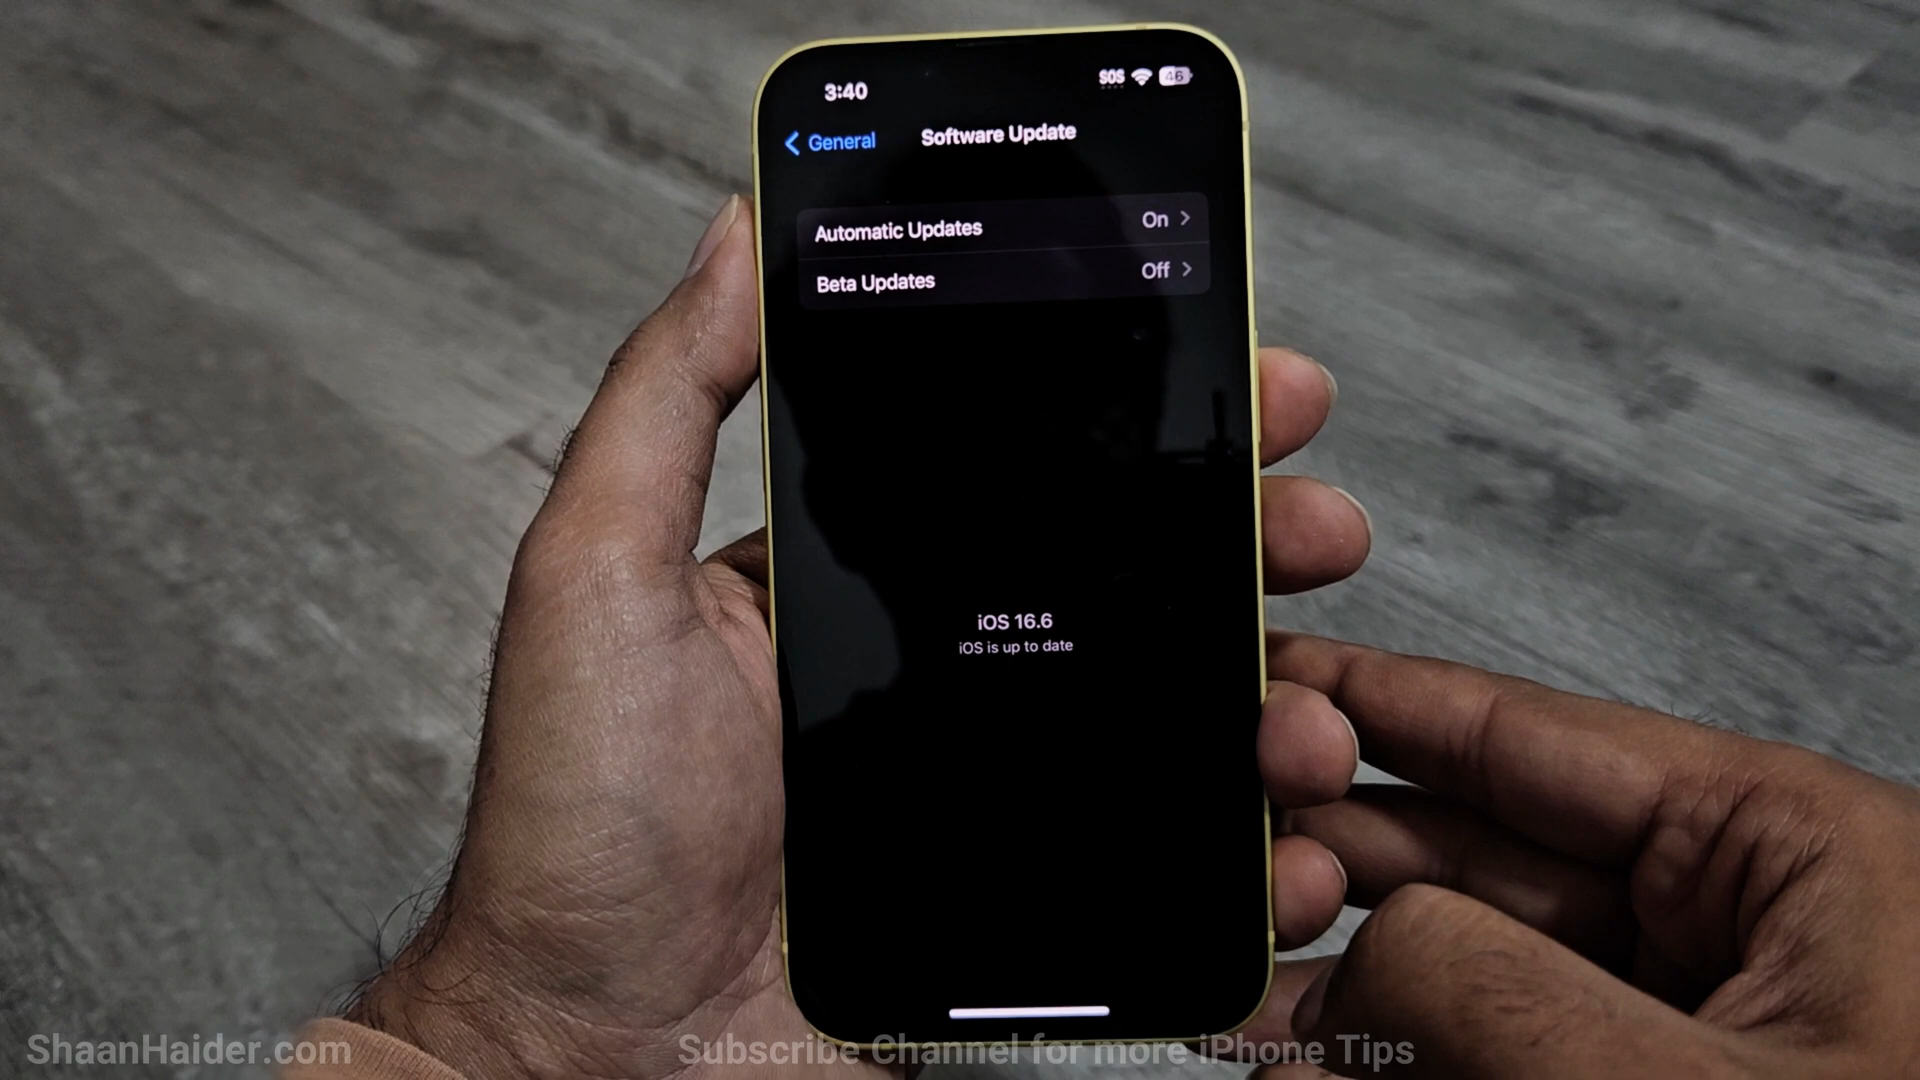 3:40
SOS
46
General
Software Update
Automatic Updates
On
Beta Updates
Off
iOS 16.6
iOS is up to date
ShaanHaider.com
Subscribe Channel for more iPhone Tips